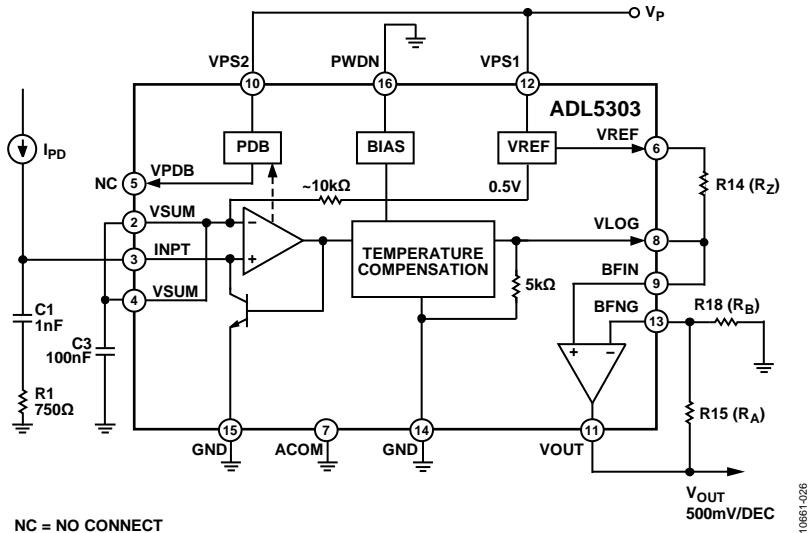 V_P
VPS2
PWDN
VPS1
10
16
12
ADL5303
I_PD
PDB
BIAS
VREF
VREF
6
NC
5
VPDB
~10kΩ
0.5V
R14 (R_Z)
2
VSUM
VLOG
8
3
INPT
TEMPERATURE
COMPENSATION
5kΩ
BFIN
9
4
VSUM
BFNG
13
R18 (R_B)
C1
1nF
C3
100nF
R1
750Ω
R15 (R_A)
15
7
14
11
GND
ACOM
GND
VOUT
V_OUT
500mV/DEC
NC = NO CONNECT
10661-026
− 
+
+
−